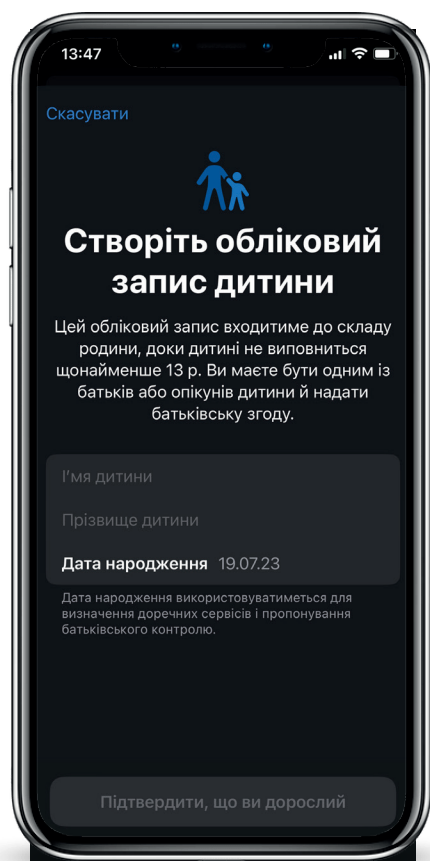 13:47
Скасувати
Створіть обліковий
запис дитини
Цей обліковий запис входитиме до складу
родини, доки дитині не виповниться
щонайменше 13 р. Ви маєте бути одним із
батьків або опікунів дитини й надати
батьківську згоду.
І’мя дитини
Прізвище дитини
Дата народження 19.07.23
Дата народження використовуватиметься для
визначення доречних сервісів і пропонування
батьківського контролю.
Підтвердити, що ви дорослий